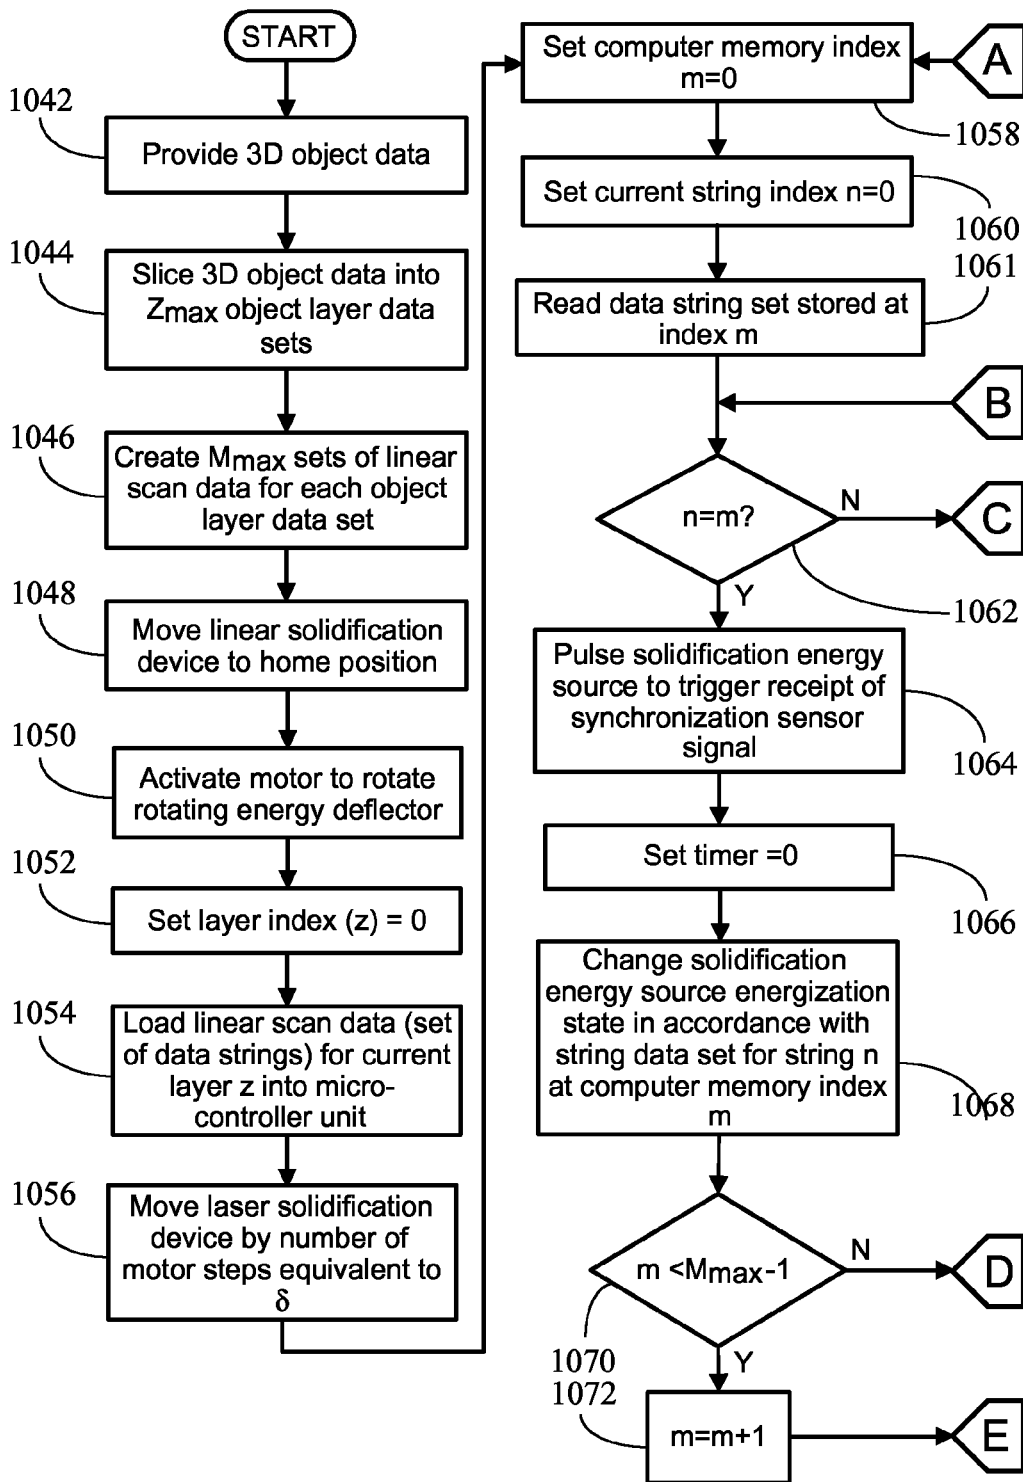 START
1042
Provide 3D object data
1044
Slice 3D object data into
Zmax object layer data
sets
1046
Create Mmax sets of linear
scan data for each object
layer data set
1048
Move linear solidification
device to home position
1050
Activate motor to rotate
rotating energy deflector
1052
Set layer index (z) = 0
1054
Load linear scan data (set
of data strings) for current
layer z into micro-
controller unit
1056
Move laser solidification
device by number of
motor steps equivalent to
δ
Set computer memory index
m=0
A
1058
Set current string index n=0
1060
1061
Read data string set stored at
index m
B
n=m?
N
C
Y
1062
Pulse solidification energy
source to trigger receipt of
synchronization sensor
signal
1064
Set timer =0
1066
Change solidification
energy source energization
state in accordance with
string data set for string n
at computer memory index
m
1068
m <Mmax-1
N
D
1070
Y
1072
m=m+1
E